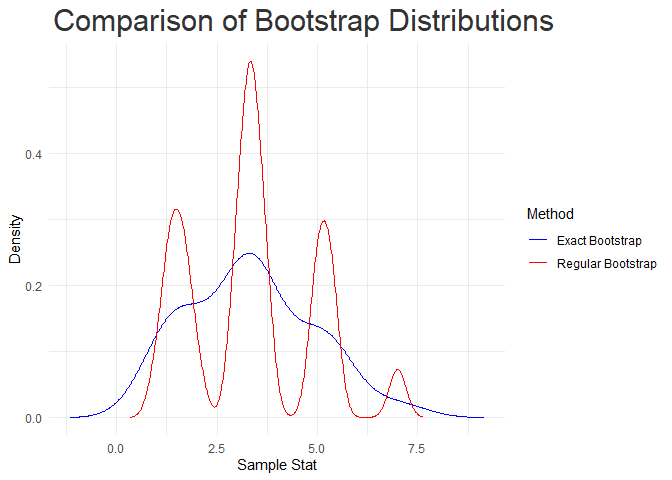 Comparison of Bootstrap Distributions
Density
0.4
0.2
0.0
0.0 2.5 5.0 7.5
Sample Stat
Method
Exact Bootstrap
Regular Bootstrap